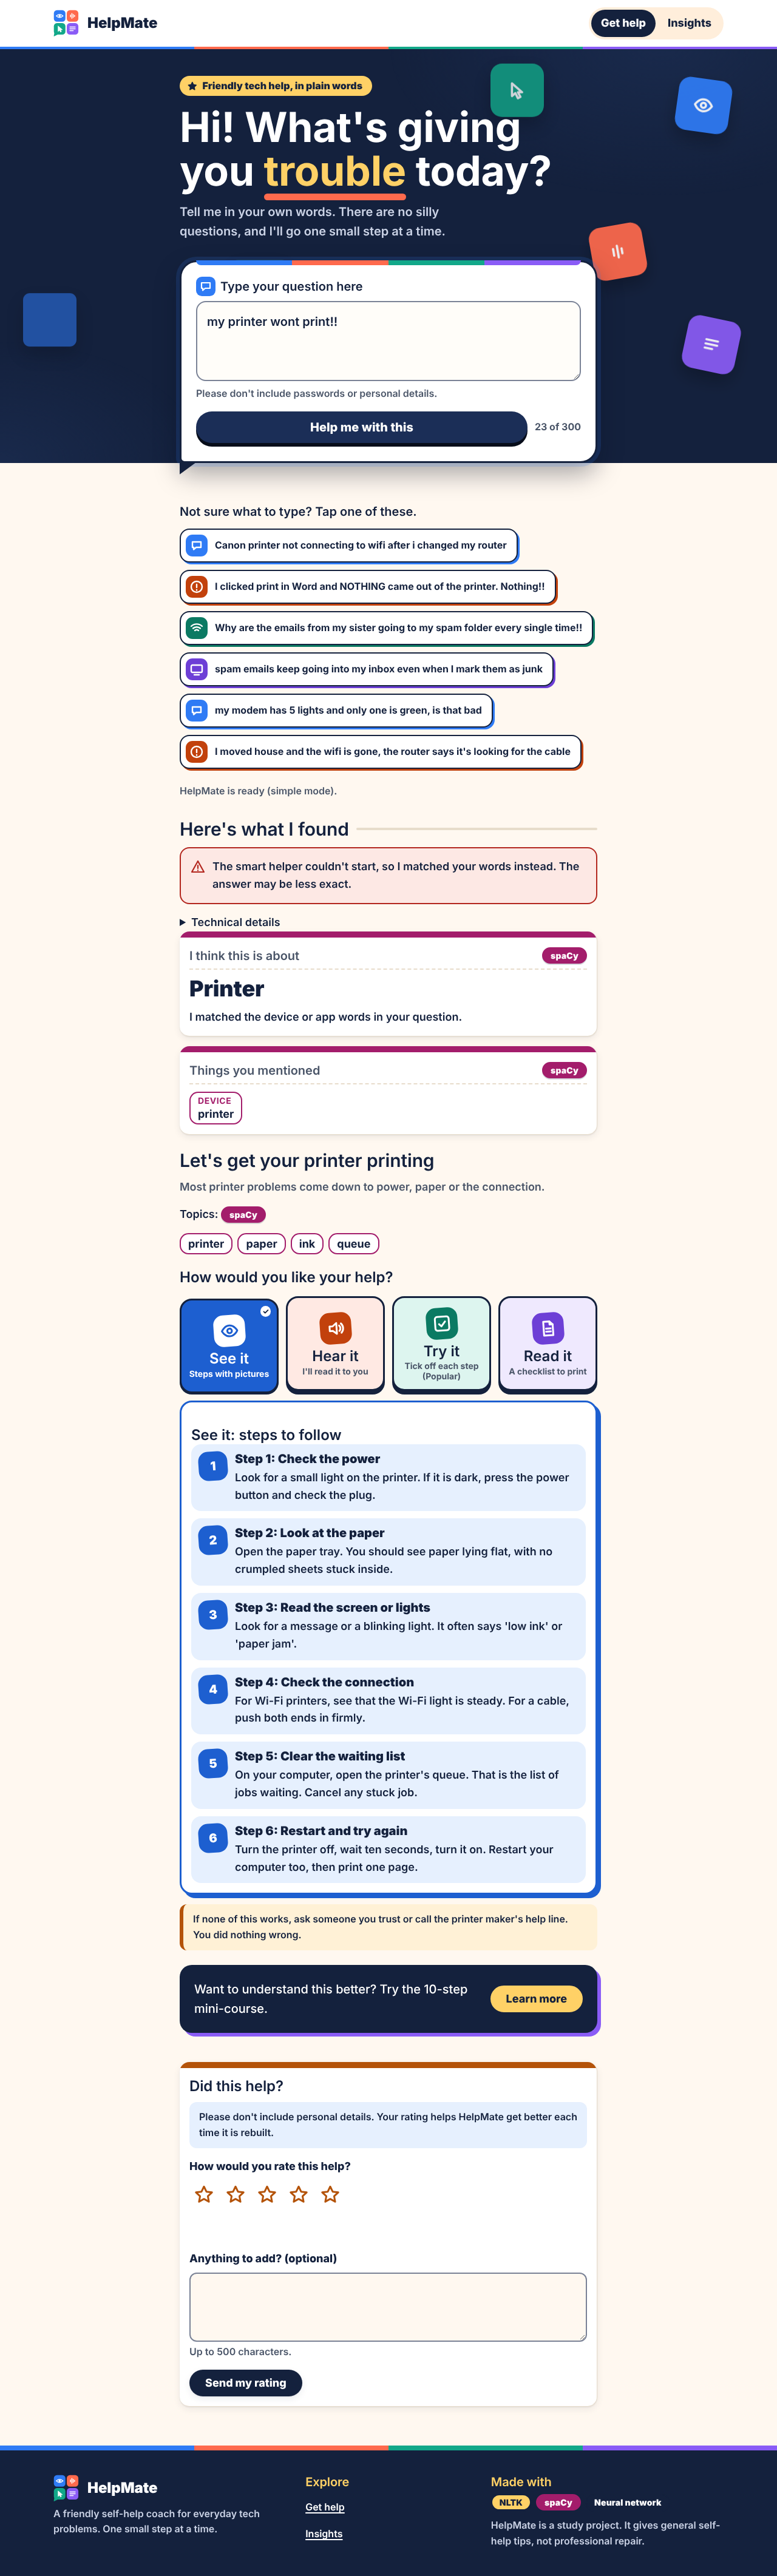 HelpMate
Get help
Insights
Friendly tech help, in plain words
Hi! What's giving
you trouble today?
Tell me in your own words. There are no silly
questions, and I'll go one small step at a time.
Type your question here
my printer wont print!!
Please don't include passwords or personal details.
Help me with this
23 of 300
Not sure what to type? Tap one of these.
Canon printer not connecting to wifi after i changed my router
I clicked print in Word and NOTHING came out of the printer. Nothing!!
Why are the emails from my sister going to my spam folder every single time!!
spam emails keep going into my inbox even when I mark them as junk
my modem has 5 lights and only one is green, is that bad
I moved house and the wifi is gone, the router says it's looking for the cable
HelpMate is ready (simple mode).
Here's what I found
The smart helper couldn't start, so I matched your words instead. The
answer may be less exact.
Technical details
I think this is about
spaCy
Printer
I matched the device or app words in your question.
Things you mentioned
spaCy
DEVICE
printer
Let's get your printer printing
Most printer problems come down to power, paper or the connection.
Topics: spaCy
printer
paper
ink
queue
How would you like your help?
See it
Steps with pictures
Hear it
I'll read it to you
Try it
Tick off each step
(Popular)
Read it
A checklist to print
See it: steps to follow
1
Step 1: Check the power
Look for a small light on the printer. If it is dark, press the power
button and check the plug.
2
Step 2: Look at the paper
Open the paper tray. You should see paper lying flat, with no
crumpled sheets stuck inside.
3
Step 3: Read the screen or lights
Look for a message or a blinking light. It often says 'low ink' or
'paper jam'.
4
Step 4: Check the connection
For Wi-Fi printers, see that the Wi-Fi light is steady. For a cable,
push both ends in firmly.
5
Step 5: Clear the waiting list
On your computer, open the printer's queue. That is the list of
jobs waiting. Cancel any stuck job.
6
Step 6: Restart and try again
Turn the printer off, wait ten seconds, turn it on. Restart your
computer too, then print one page.
If none of this works, ask someone you trust or call the printer maker's help line.
You did nothing wrong.
Want to understand this better? Try the 10-step
mini-course.
Learn more
Did this help?
Please don't include personal details. Your rating helps HelpMate get better each
time it is rebuilt.
How would you rate this help?
Anything to add? (optional)
Up to 500 characters.
Send my rating
HelpMate
A friendly self-help coach for everyday tech
problems. One small step at a time.
Explore
Get help
Insights
Made with
NLTK
spaCy
Neural network
HelpMate is a study project. It gives general self-
help tips, not professional repair.